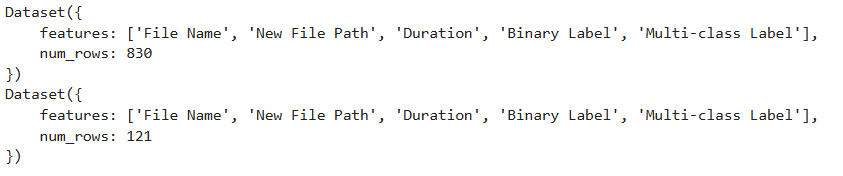 Dataset({
    features: ['File Name', 'New File Path', 'Duration', 'Binary Label', 'Multi-class Label'],
    num_rows: 830
})
Dataset({
    features: ['File Name', 'New File Path', 'Duration', 'Binary Label', 'Multi-class Label'],
    num_rows: 121
})